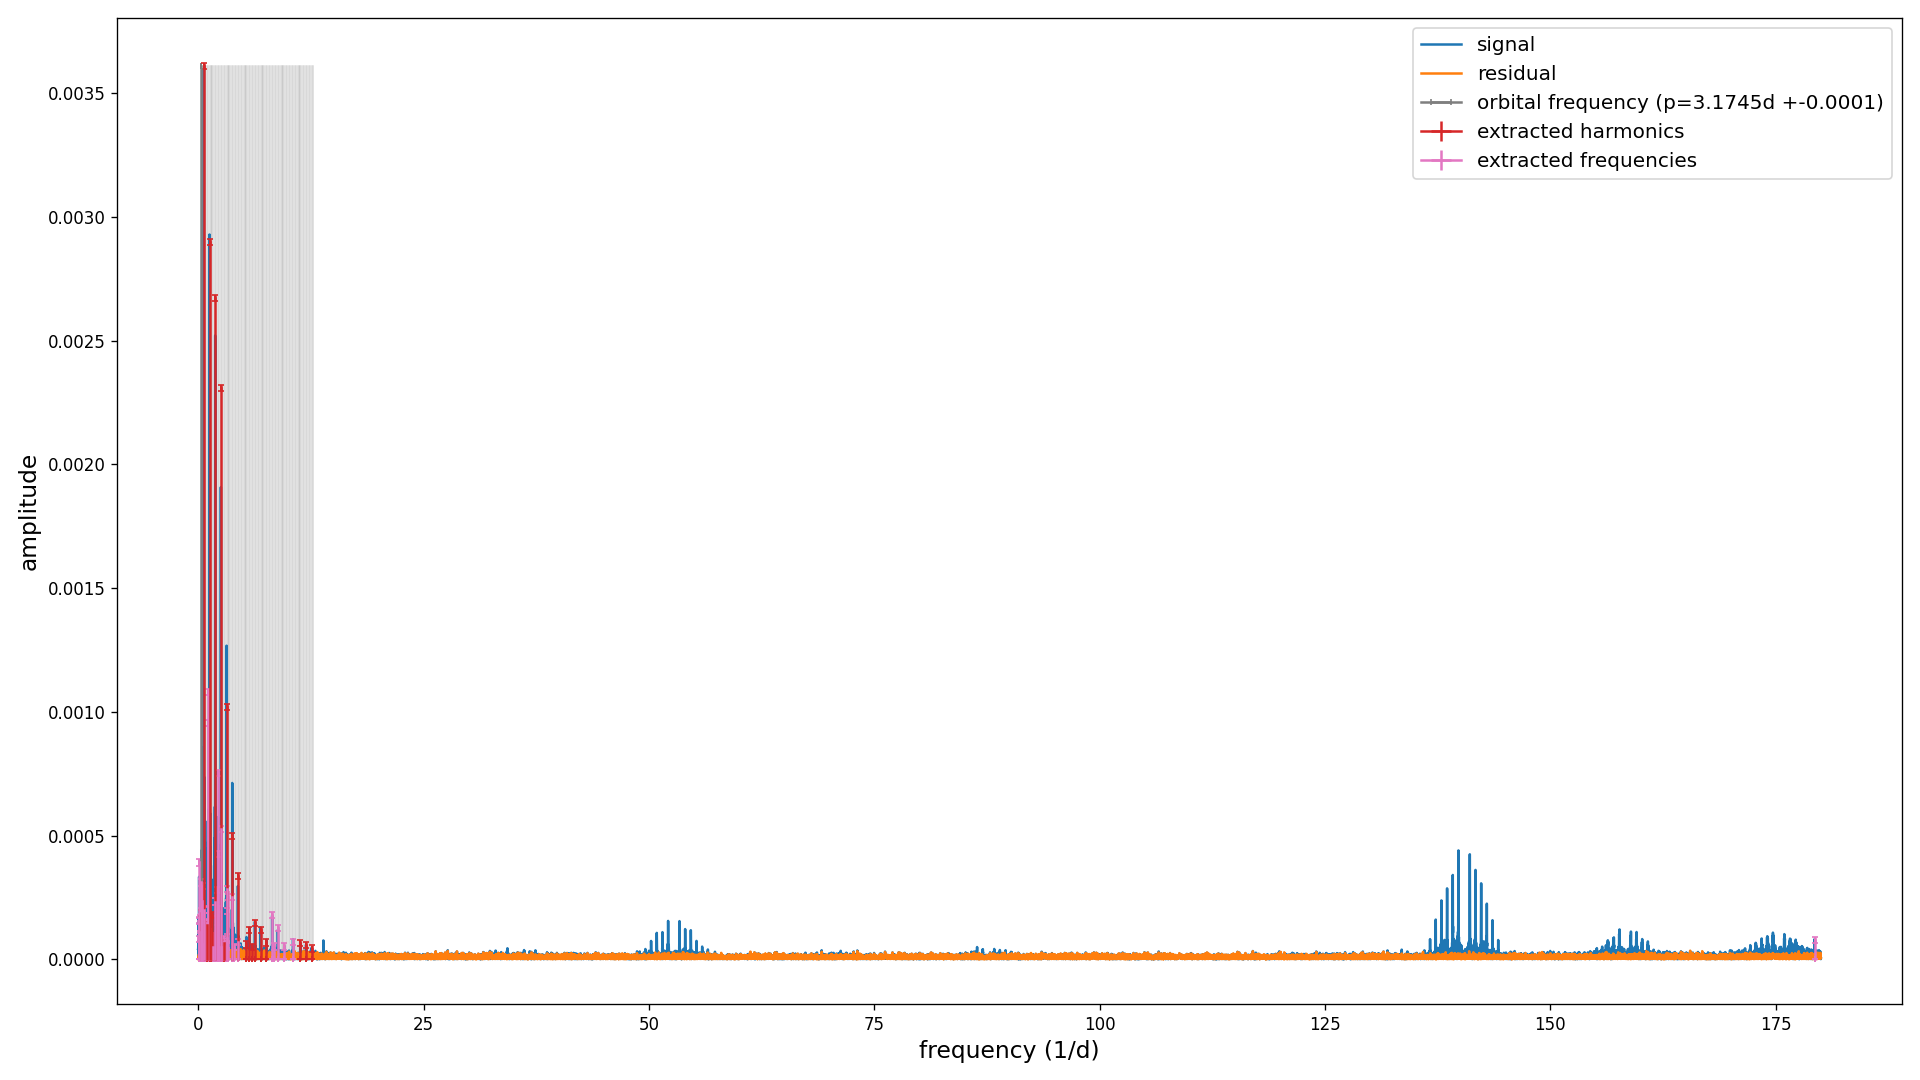 signal
residual
orbital frequency (p=3.1745d +-0.0001)
extracted harmonics
extracted frequencies
amplitude
0.0035
0.0030
0.0025
0.0020
0.0015
0.0010
0.0005
0.0000
0 25 50 75 100 125 150 175
frequency (1/d)